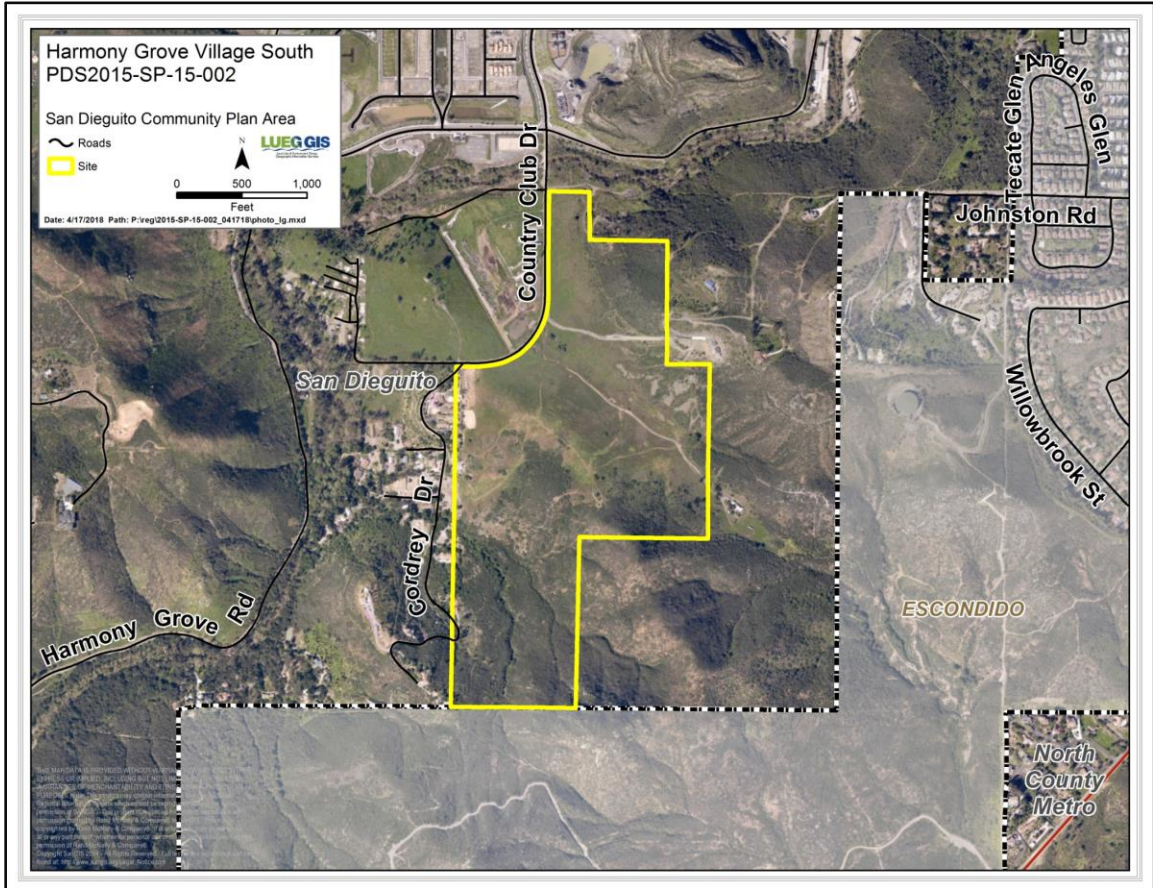 Harmony Grove Village South
PDS2015-SP-15-002
San Dieguito Community Plan Area
Roads
Site
N
LUEG GIS
0 500 1,000
Feet
Date: 4/17/2018 Path: P:\reg\2015-SP-15-002_041718\photo_lg.mxd
Country Club Dr
Tecate Glen
Angeles Glen
Johnston Rd
San Dieguito
Willowbrook St
Cordrey Dr
Harmony Grove Rd
ESCONDIDO
North
County
Metro